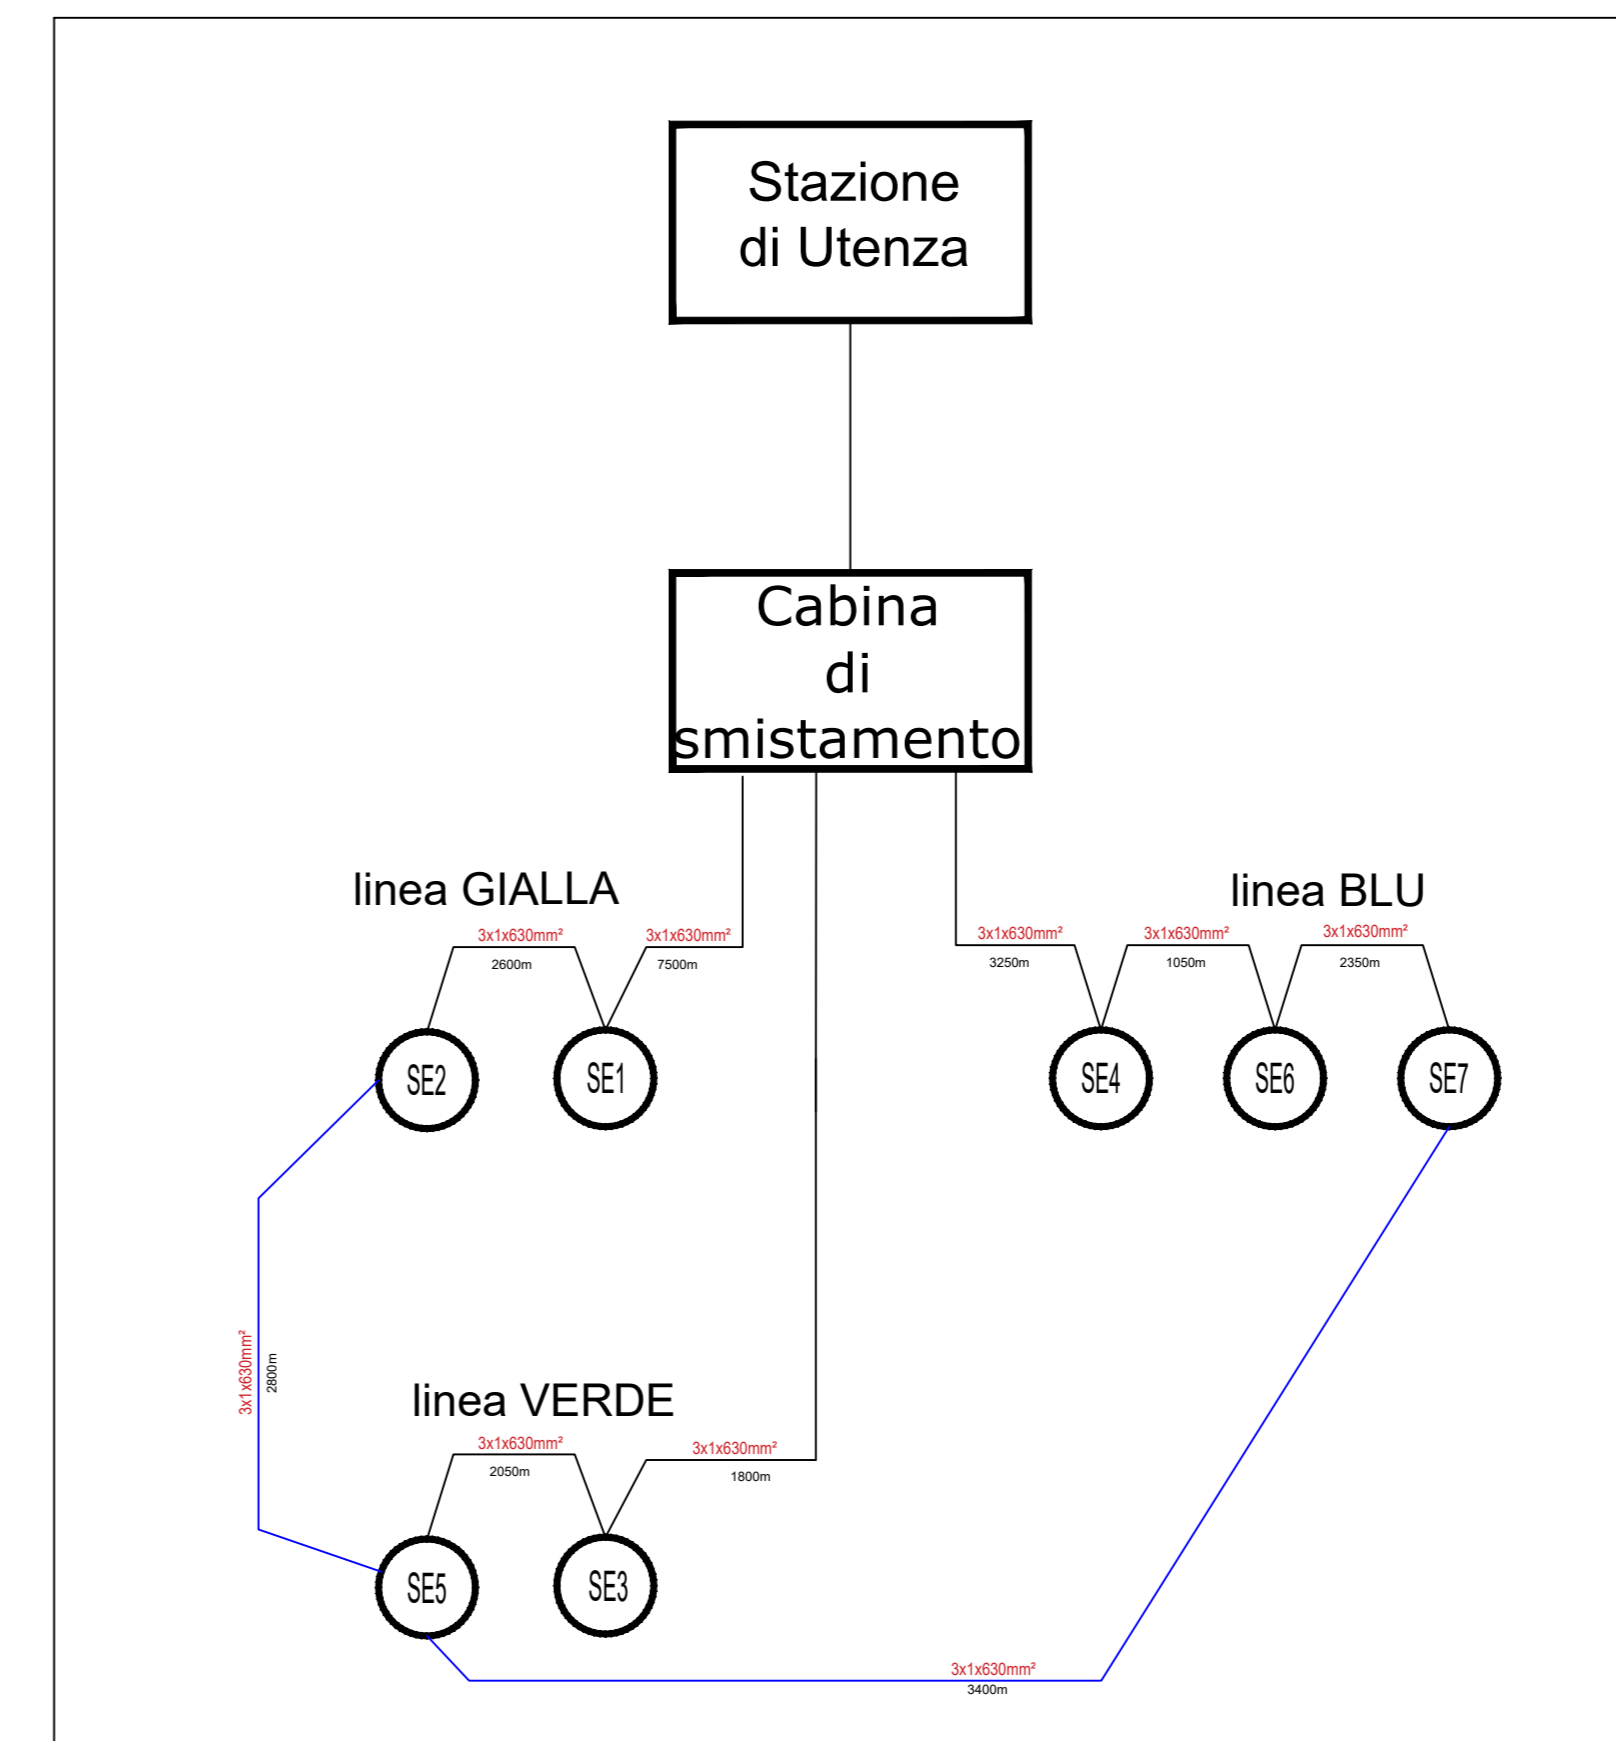 Stazione
di Utenza
Cabina
di
smistamento
linea GIALLA
3x1x630mm²
2600m
3x1x630mm²
7500m
SE2
SE1
linea BLU
3x1x630mm²
3250m
3x1x630mm²
1050m
3x1x630mm²
2350m
SE4
SE6
SE7
3x1x630mm²
2800m
linea VERDE
3x1x630mm²
2050m
3x1x630mm²
1800m
SE5
SE3
3x1x630mm²
3400m